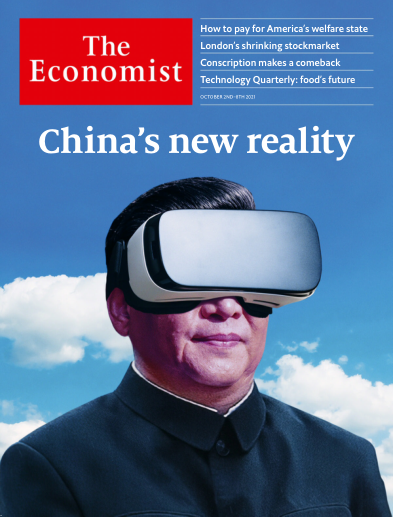 The
Economist
How to pay for America's welfare state
London's shrinking stockmarket
Conscription makes a comeback
Technology Quarterly: food's future
OCTOBER 2ND–8TH 2021
China's new reality